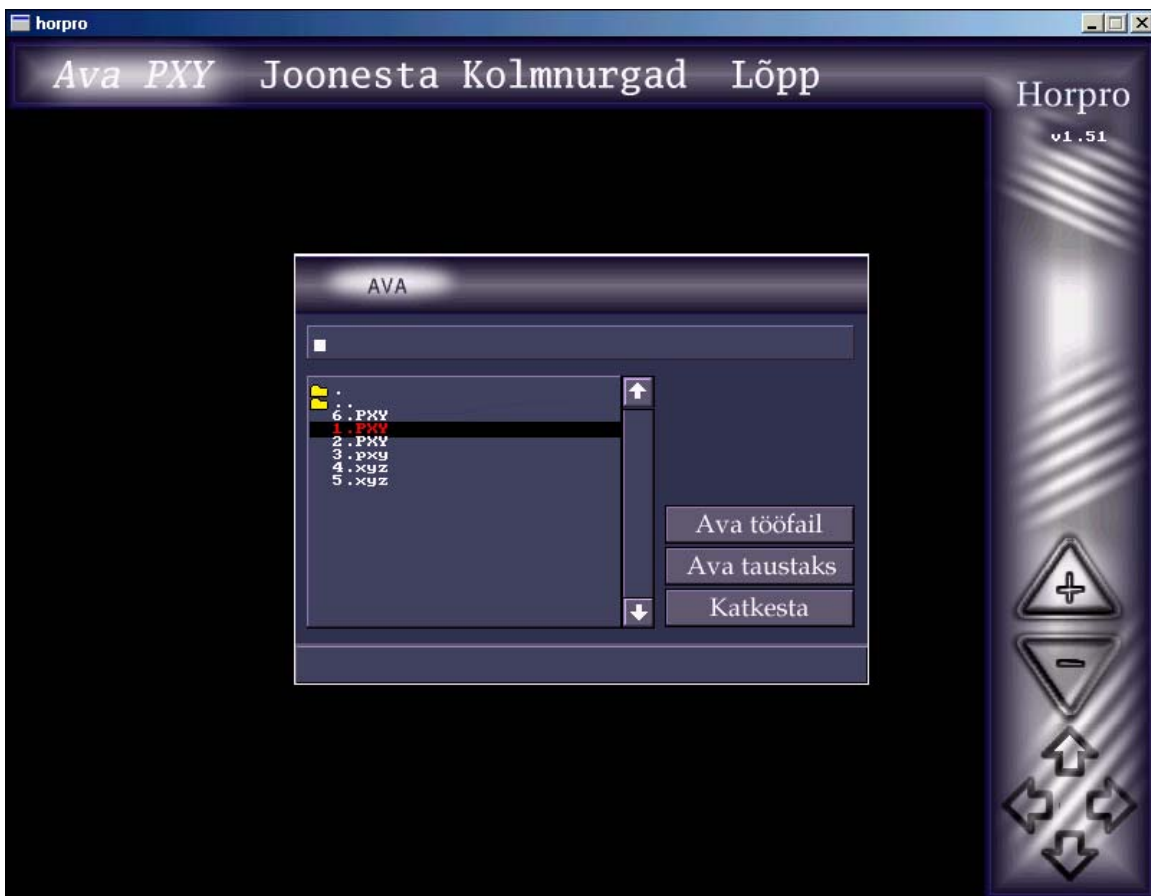 horpro
Ava PXY Joonesta Kolmnurgad Lõpp
Horpro
v1.51
AVA
.
..
6.PXY
1.PXY
2.PXY
3.pxy
4.xyz
5.xyz
Ava tööfail
Ava taustaks
Katkesta